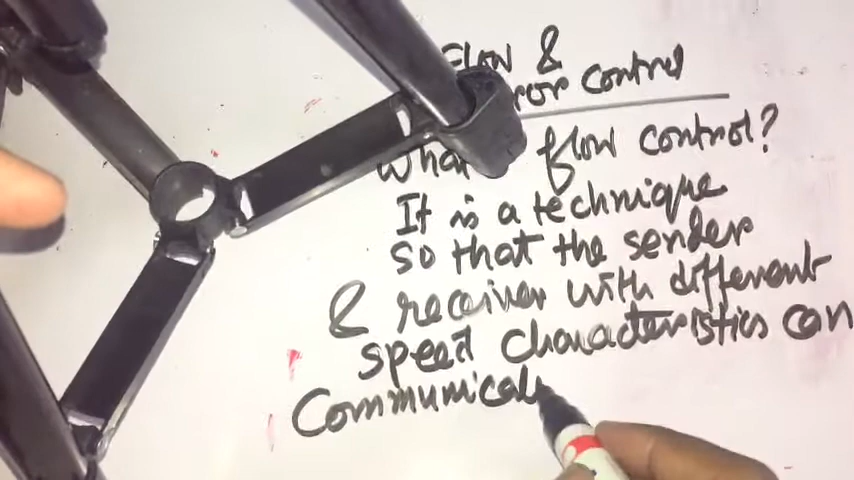 Flow &
ror control
What flow control?
It is a technique
so that the sender
& receiver with different
speed characteristics can
Communicat